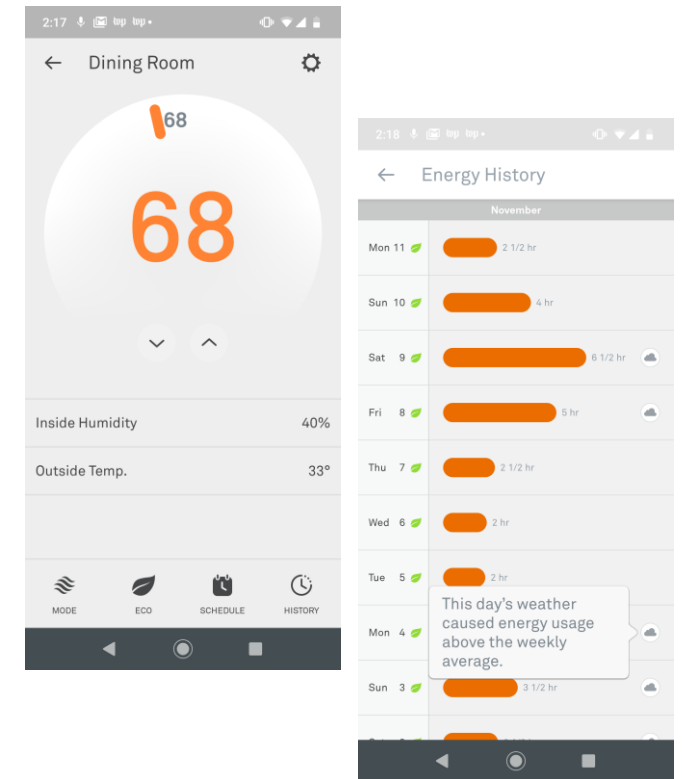 2:17
Dining Room
68
68
Inside Humidity 40%
Outside Temp. 33°
MODE ECO SCHEDULE HISTORY
2:18
Energy History
November
Mon 11 2 1/2 hr
Sun 10 4 hr
Sat 9 6 1/2 hr
Fri 8 5 hr
Thu 7 2 1/2 hr
Wed 6 2 hr
Tue 5 2 hr
This day's weather
caused energy usage
Mon 4 above the weekly
average.
Sun 3 3 1/2 hr